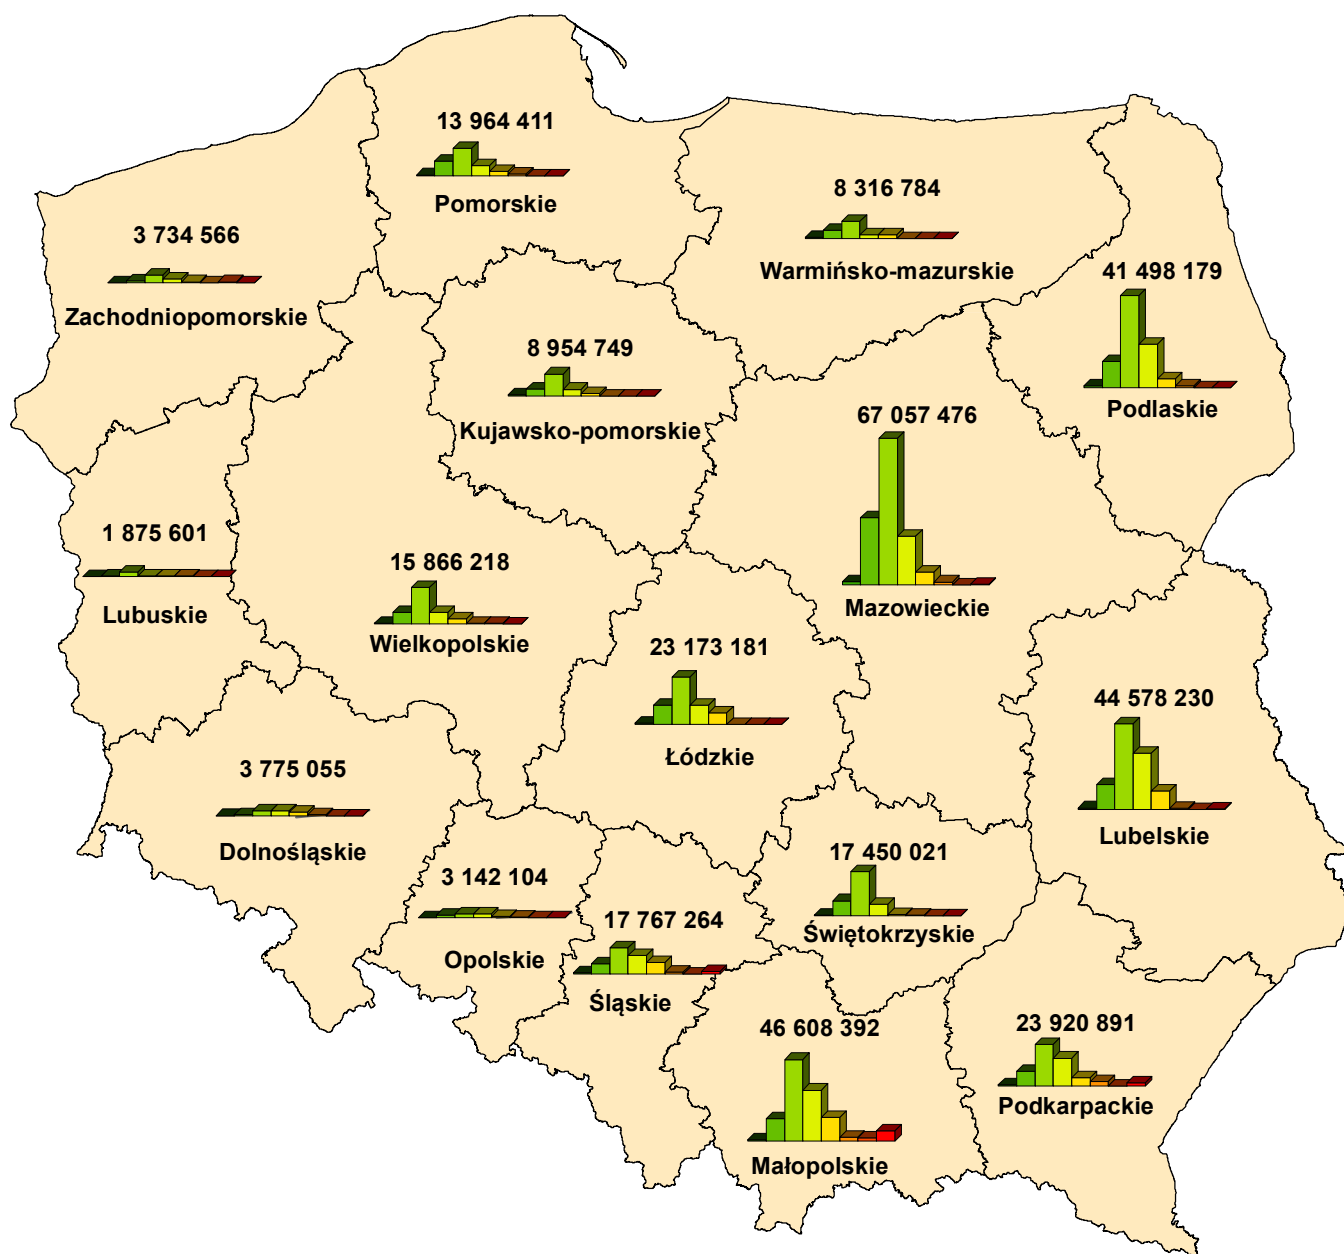 13 964 411
Pomorskie
8 316 784
Warmińsko-mazurskie
3 734 566
Zachodniopomorskie
41 498 179
Podlaskie
8 954 749
Kujawsko-pomorskie
67 057 476
Mazowieckie
1 875 601
Lubuskie
15 866 218
Wielkopolskie
23 173 181
Łódzkie
44 578 230
Lubelskie
3 775 055
Dolnośląskie
3 142 104
Opolskie
17 450 021
Świętokrzyskie
17 767 264
Śląskie
46 608 392
Małopolskie
23 920 891
Podkarpackie